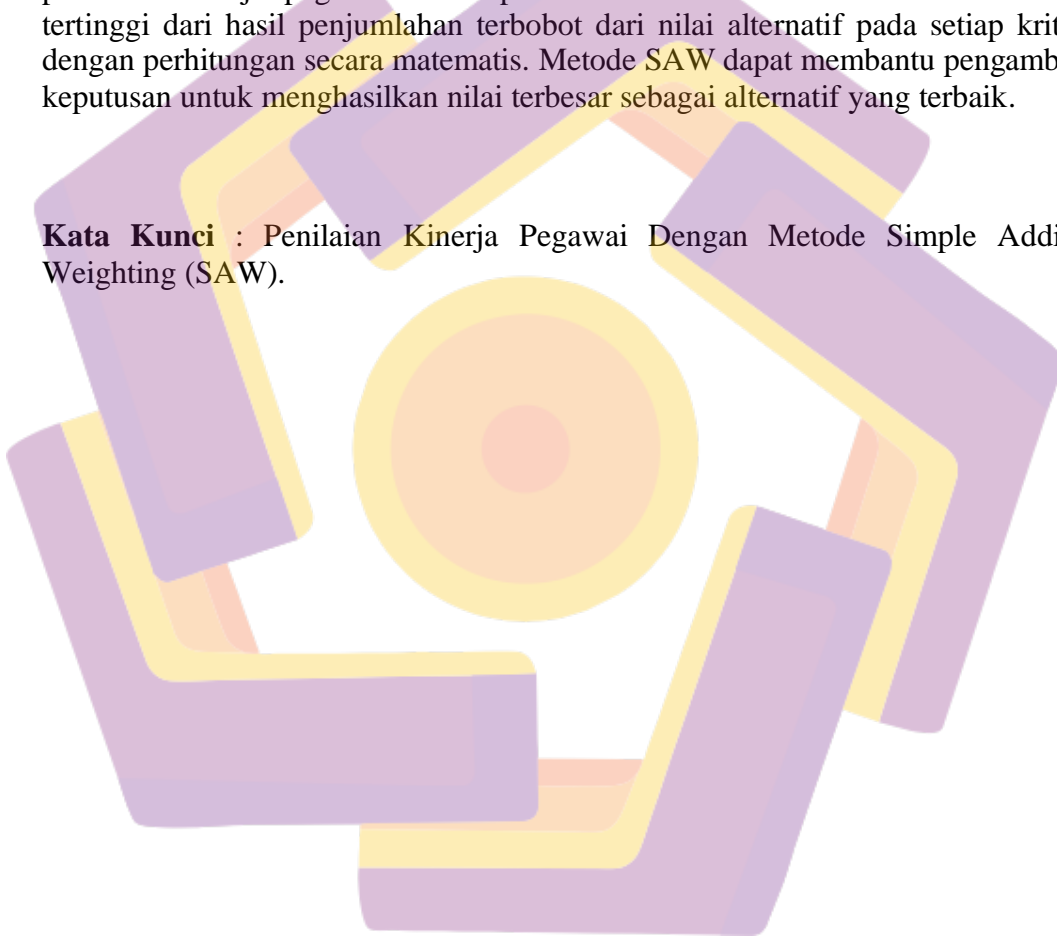 tertinggi dari hasil penjumlahan terbobot dari nilai alternatif pada setiap krit
dengan perhitungan secara matematis. Metode SAW dapat membantu pengamb
keputusan untuk menghasilkan nilai terbesar sebagai alternatif yang terbaik.
Kata Kunci : Penilaian Kinerja Pegawai Dengan Metode Simple Addi
Weighting (SAW).